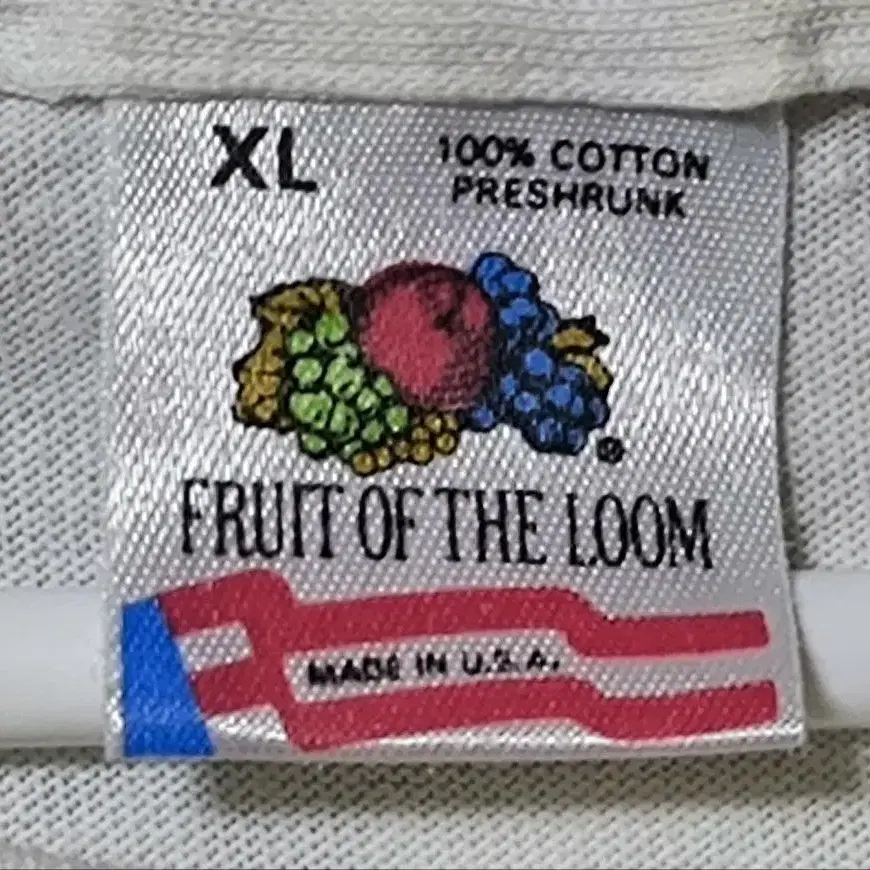 XL
100% COTTON
PRESHRUNK
®
FRUIT OF THE LOOM
MADE IN U.S.A.